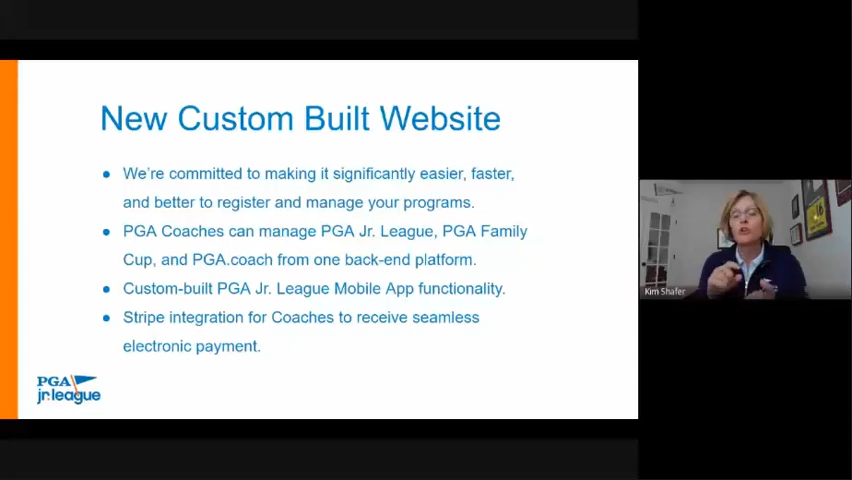 New Custom Built Website
● We're committed to making it significantly easier, faster,
and better to register and manage your programs.
● PGA Coaches can manage PGA Jr. League, PGA Family
Cup, and PGA.coach from one back-end platform.
● Custom-built PGA Jr. League Mobile App functionality.
● Stripe integration for Coaches to receive seamless
electronic payment.
PGA
jr.league
Kim Shafer